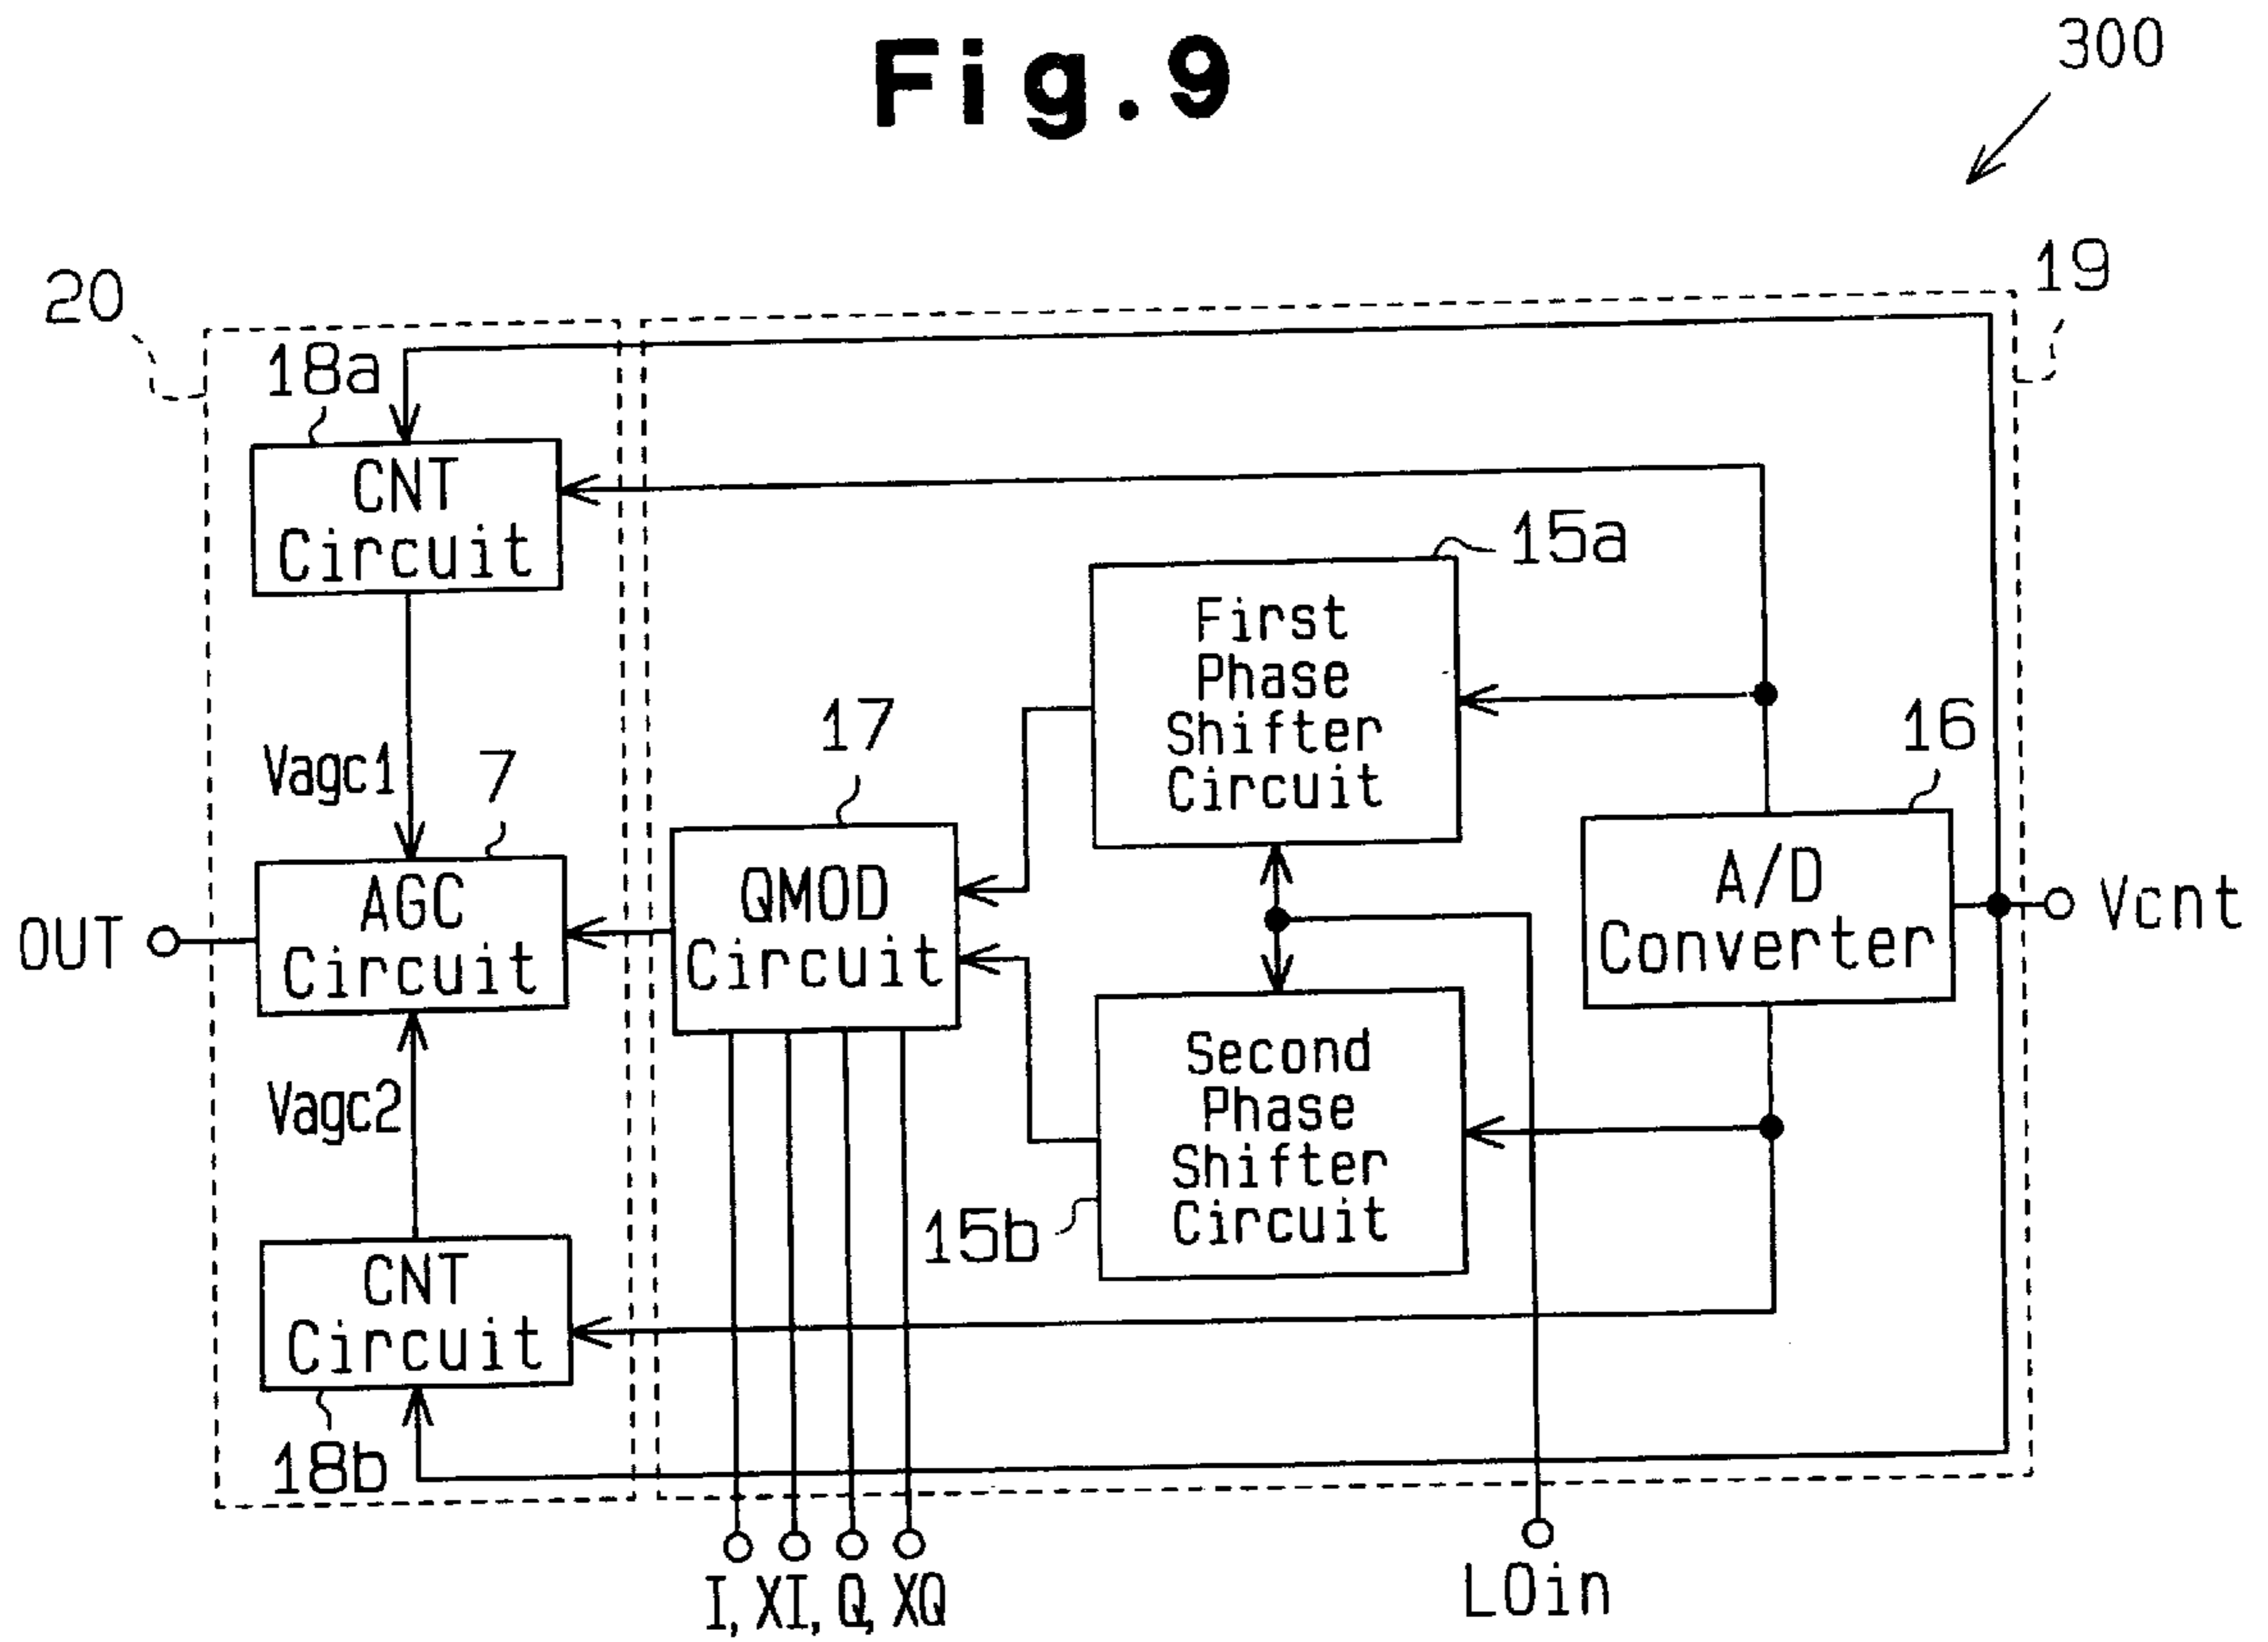 Fig.9
300
19
20
18a
CNT
Circuit
15a
First
Phase
Shifter
Circuit
17
16
Vagc1
7
QMOD
Circuit
A/D
Converter
AGC
Circuit
OUT
Vcnt
Second
Phase
Shifter
Circuit
Vagc2
15b
CNT
Circuit
18b
I, XI, Q, XQ
LOin